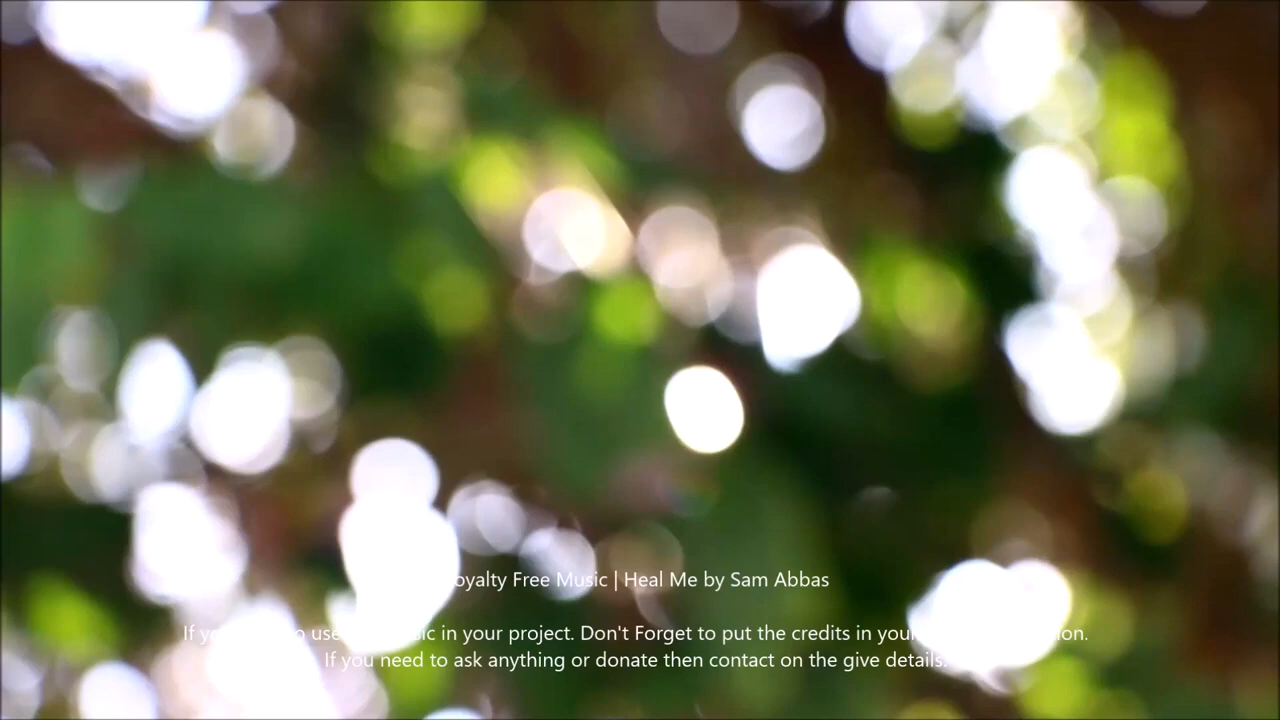 oyalty Free Music | Heal Me by Sam Abbas
If use in your project. Don't Forget to put the credits in your
If you need to ask anything or donate then contact on the give details.